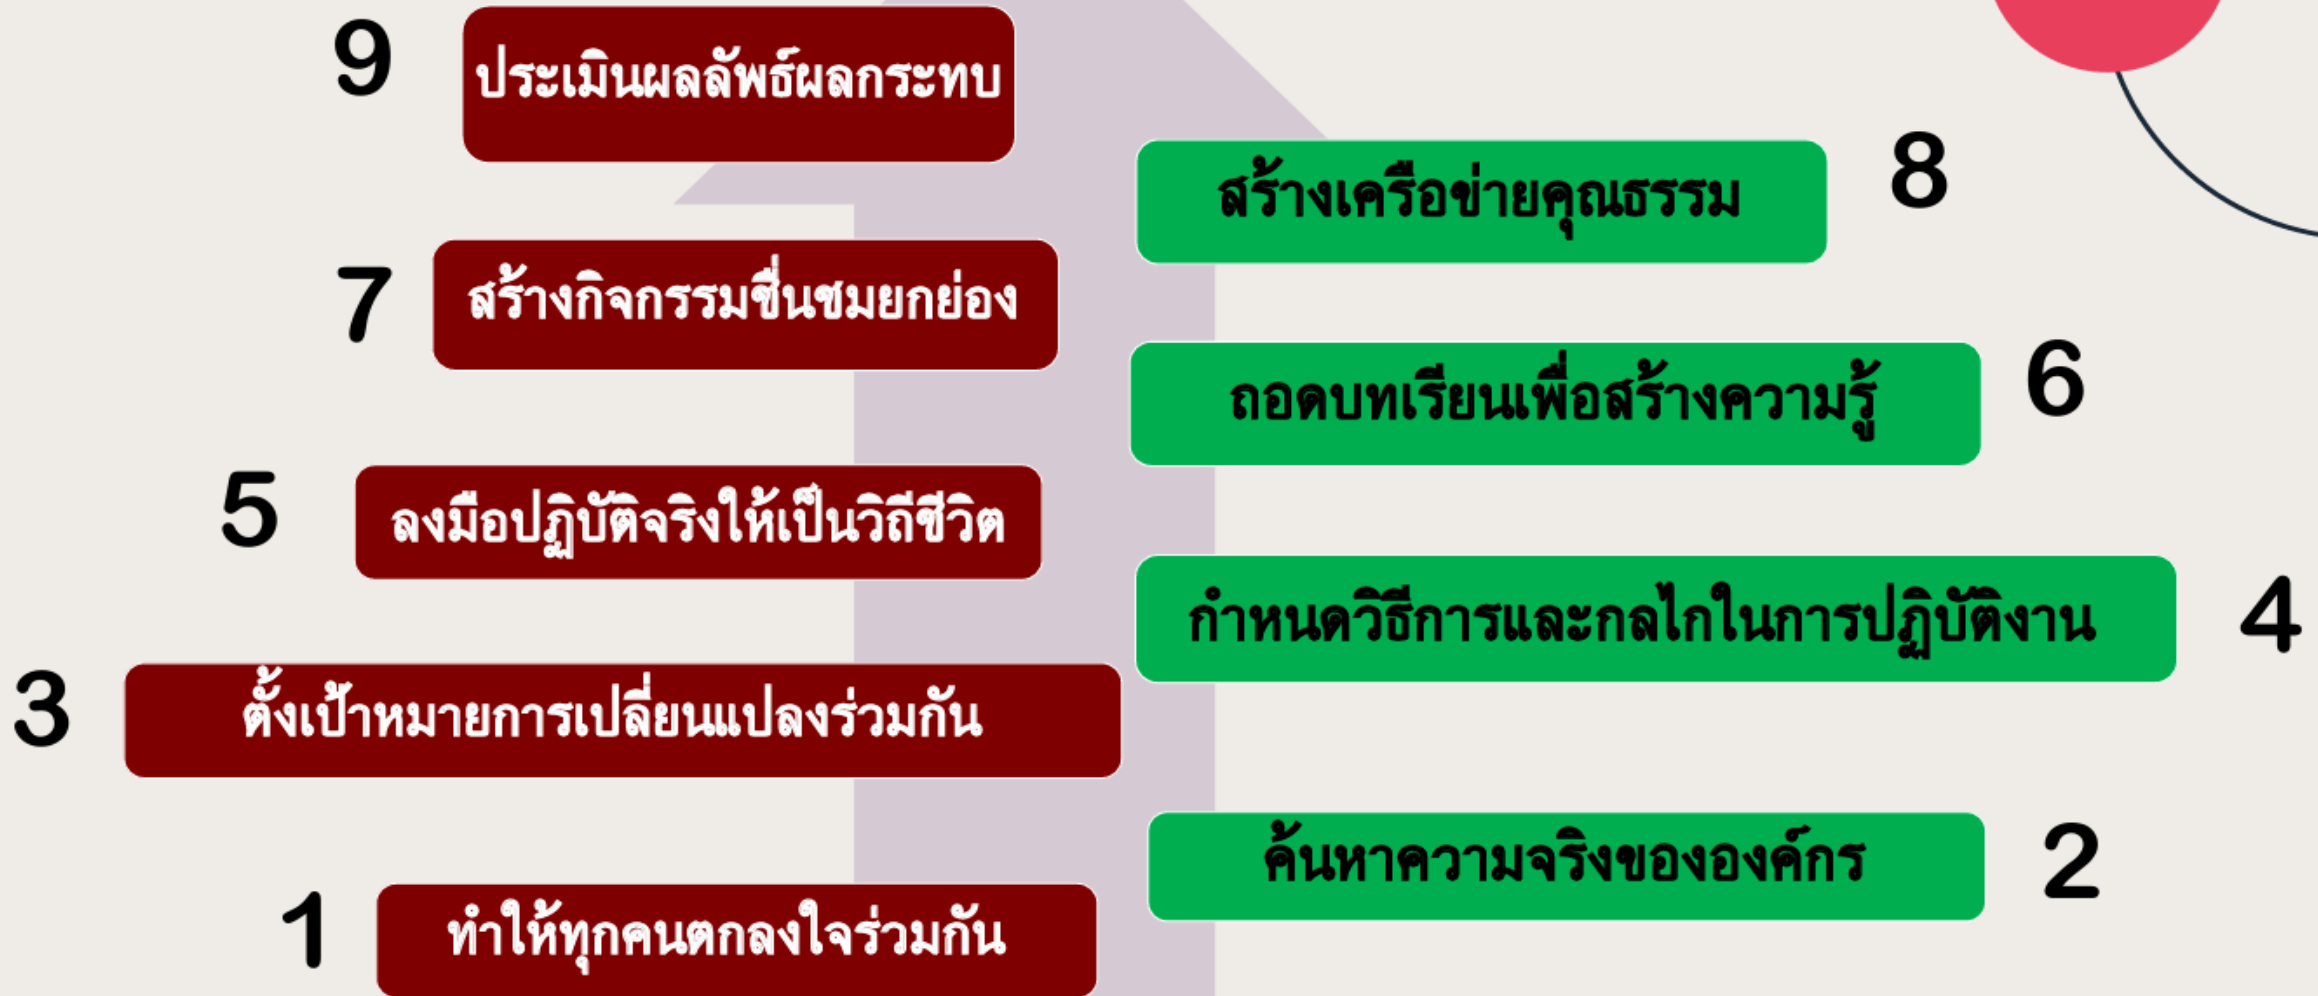 9
ประเมินผลลัพธ์ผลกระทบ
สร้างเครือข่ายคุณธรรม
8
7
สร้างกิจกรรมชื่นชมยกย่อง
ถอดบทเรียนเพื่อสร้างความรู้
6
5
ลงมือปฏิบัติจริงให้เป็นวิถีชีวิต
กำหนดวิธีการและกลไกในการปฏิบัติงาน
4
3
ตั้งเป้าหมายการเปลี่ยนแปลงร่วมกัน
ค้นหาความจริงขององค์กร
2
1
ทำให้ทุกคนตกลงใจร่วมกัน